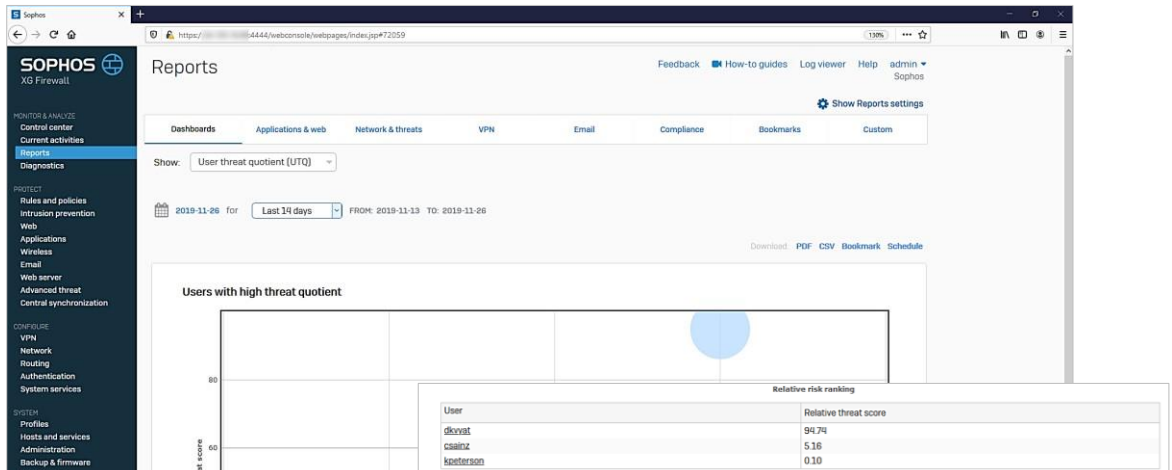 Sophos
https:/ 4444/webconsole/webpages/index.jsp#72059
130%
SOPHOS
XG Firewall
Reports
Feedback How-to guides Log viewer Help admin
Sophos
Show Reports settings
MONITOR & ANALYZE
Control center
Current activities
Reports
Diagnostics
Dashboards Applications & web Network & threats VPN Email Compliance Bookmarks Custom
Show: User threat quotient (UTQ)
PROTECT
Rules and policies
Intrusion prevention
Web
Applications
Wireless
Email
Web server
Advanced threat
Central synchronization
2019-11-26 for Last 14 days FROM: 2019-11-13 TO: 2019-11-26
Download: PDF CSV Bookmark Schedule
Users with high threat quotient
CONFIGURE
VPN
Network
Routing
Authentication
System services
SYSTEM
Profiles
Hosts and services
Administration
Backup & firmware
80
60
score
Relative risk ranking
User Relative threat score
dkvyat 94.74
csainz 5.16
kpeterson 0.10